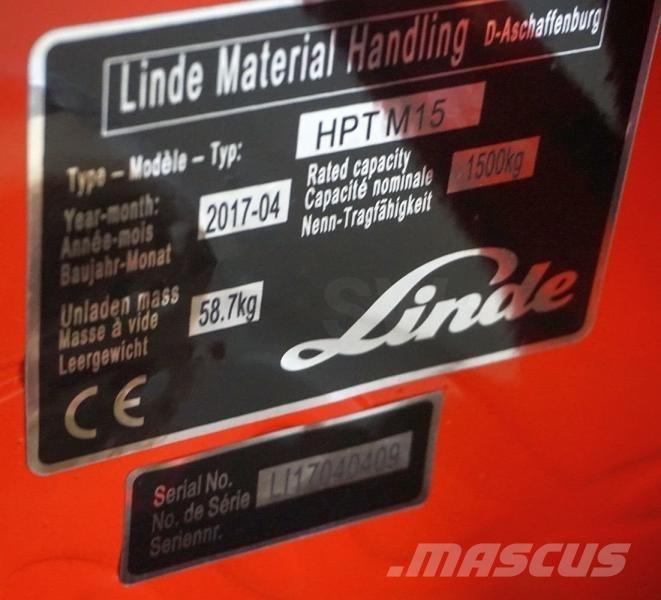 Linde Material Handling D-Aschaffenburg
Type – Modèle – Typ: HPT M15
Year-month:
Année-mois
Baujahr-Monat
2017-04
Rated capacity
Capacité nominale
Nenn-Tragfähigkeit
1500kg
Unladen mass
Masse à vide
Leergewicht
58.7kg
Linde
CE
Serial No.
No. de Série
Seriennr.
LI17040409
.mascus